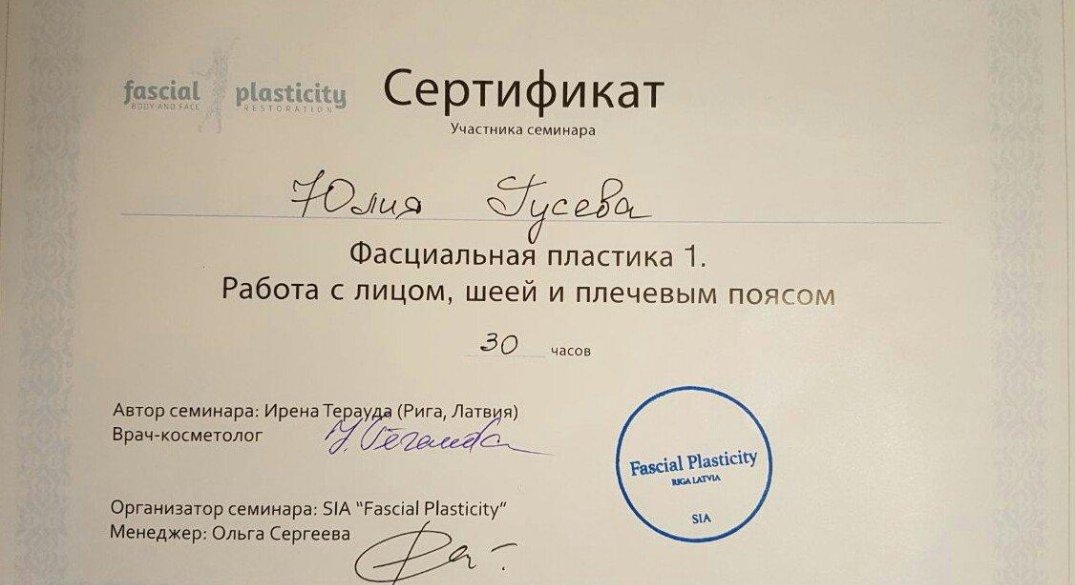 fascial plasticity
BODY AND FACE RESTORATION
Сертификат
Участника семинара
Юлия Гусева
Фасциальная пластика 1.
Работа с лицом, шеей и плечевым поясом
30 часов
Автор семинара: Ирена Терауда (Рига, Латвия)
Врач-косметолог
Fascial Plasticity
RIGA LATVIA
SIA
Организатор семинара: SIA "Fascial Plasticity"
Менеджер: Ольга Сергеева